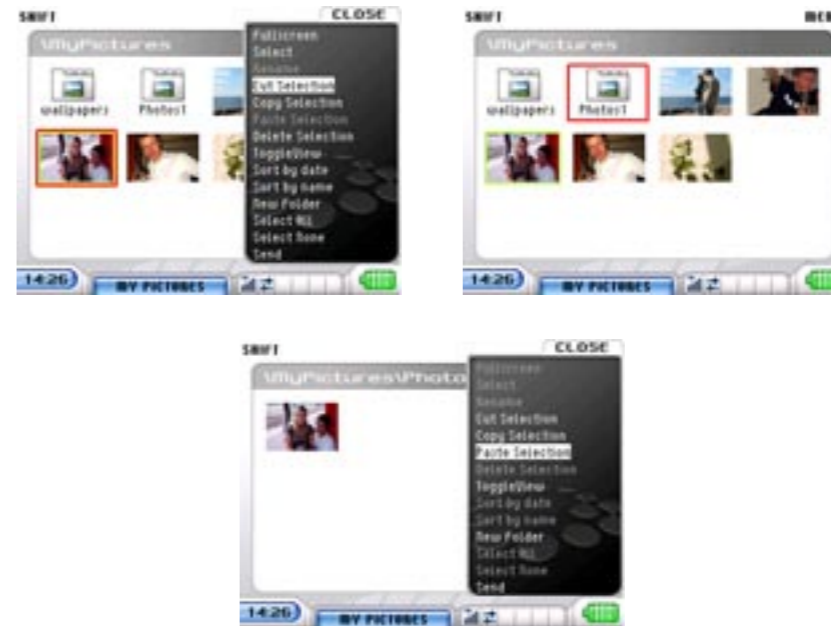 SHIFT
CLOSE
\MyPictures
Fullscreen
Select
Rename
Cut Selection
Copy Selection
Paste Selection
Delete Selection
ToggleView
Sort by date
Sort by name
New Folder
Select All
Select None
Send
wallpapers
Photos1
14:26
MY PICTURES
SHIFT
\MyPictures
wallpapers
Photos1
14:26
MY PICTURES
SHIFT
CLOSE
\MyPictures\Photo
Fullscreen
Select
Rename
Cut Selection
Copy Selection
Paste Selection
Delete Selection
ToggleView
Sort by date
Sort by name
New Folder
Select All
Select None
Send
14:26
MY PICTURES